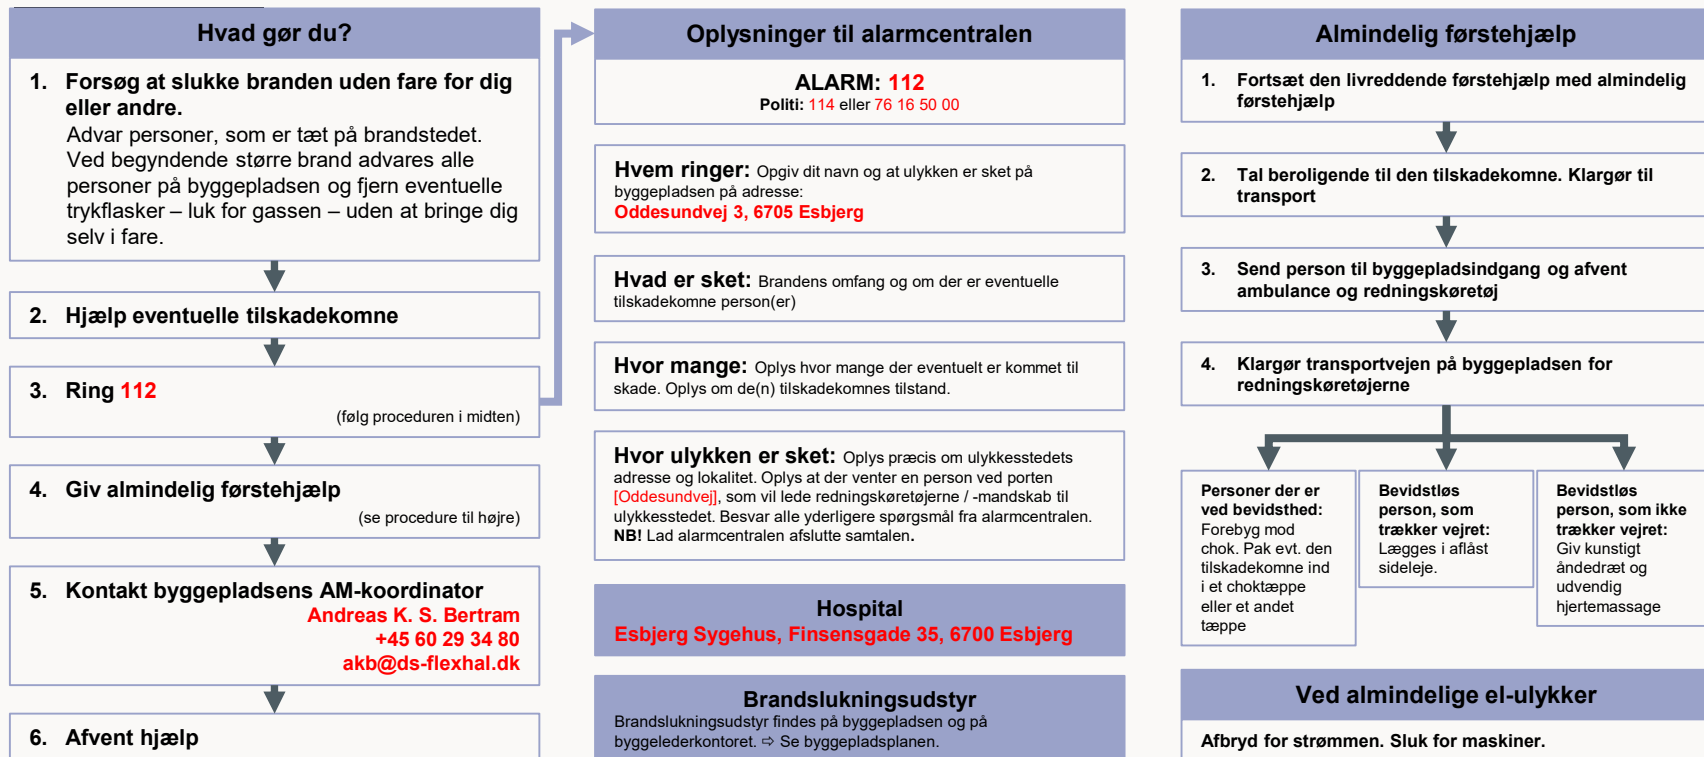 Hvad gør du?
1. Forsøg at slukke branden uden fare for dig
eller andre.
Advar personer, som er tæt på brandstedet.
Ved begyndende større brand advares alle
personer på byggepladsen og fjern eventuelle
trykflasker – luk for gassen – uden at bringe dig
selv i fare.
2. Hjælp eventuelle tilskadekomne
3. Ring 112
(følg proceduren i midten)
4. Giv almindelig førstehjælp
(se procedure til højre)
5. Kontakt byggepladsens AM-koordinator
Andreas K. S. Bertram
+45 60 29 34 80
akb@ds-flexhal.dk
6. Afvent hjælp
Oplysninger til alarmcentralen
ALARM: 112
Politi: 114 eller 76 16 50 00
Hvem ringer: Opgiv dit navn og at ulykken er sket på
byggepladsen på adresse:
Oddesundvej 3, 6705 Esbjerg
Hvad er sket: Brandens omfang og om der er eventuelle
tilskadekomne person(er)
Hvor mange: Oplys hvor mange der eventuelt er kommet til
skade. Oplys om de(n) tilskadekomnes tilstand.
Hvor ulykken er sket: Oplys præcis om ulykkesstedets
adresse og lokalitet. Oplys at der venter en person ved porten
[Oddesundvej], som vil lede redningskøretøjerne / -mandskab til
ulykkesstedet. Besvar alle yderligere spørgsmål fra alarmcentralen.
NB! Lad alarmcentralen afslutte samtalen.
Hospital
Esbjerg Sygehus, Finsensgade 35, 6700 Esbjerg
Brandslukningsudstyr
Brandslukningsudstyr findes på byggepladsen og på
byggelederkontoret. ⇨ Se byggepladsplanen.
Almindelig førstehjælp
1. Fortsæt den livreddende førstehjælp med almindelig
førstehjælp
2. Tal beroligende til den tilskadekomne. Klargør til
transport
3. Send person til byggepladsindgang og afvent
ambulance og redningskøretøj
4. Klargør transportvejen på byggepladsen for
redningskøretøjerne
Personer der er
ved bevidsthed:
Forebyg mod
chok. Pak evt. den
tilskadekomne ind
i et choktæppe
eller et andet
tæppe
Bevidstløs
person, som
trækker vejret:
Lægges i aflåst
sideleje.
Bevidstløs
person, som ikke
trækker vejret:
Giv kunstigt
åndedræt og
udvendig
hjertemassage
Ved almindelige el-ulykker
Afbryd for strømmen. Sluk for maskiner.